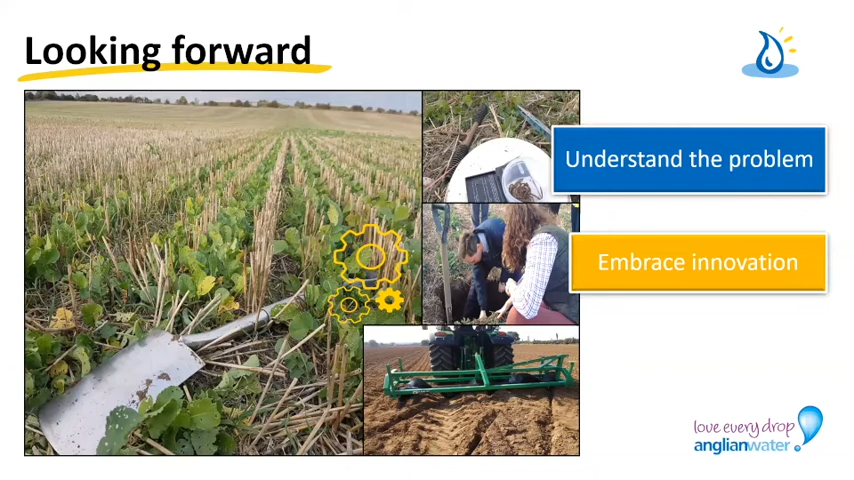 Looking forward
Understand the problem
Embrace innovation
love every drop
anglianwater